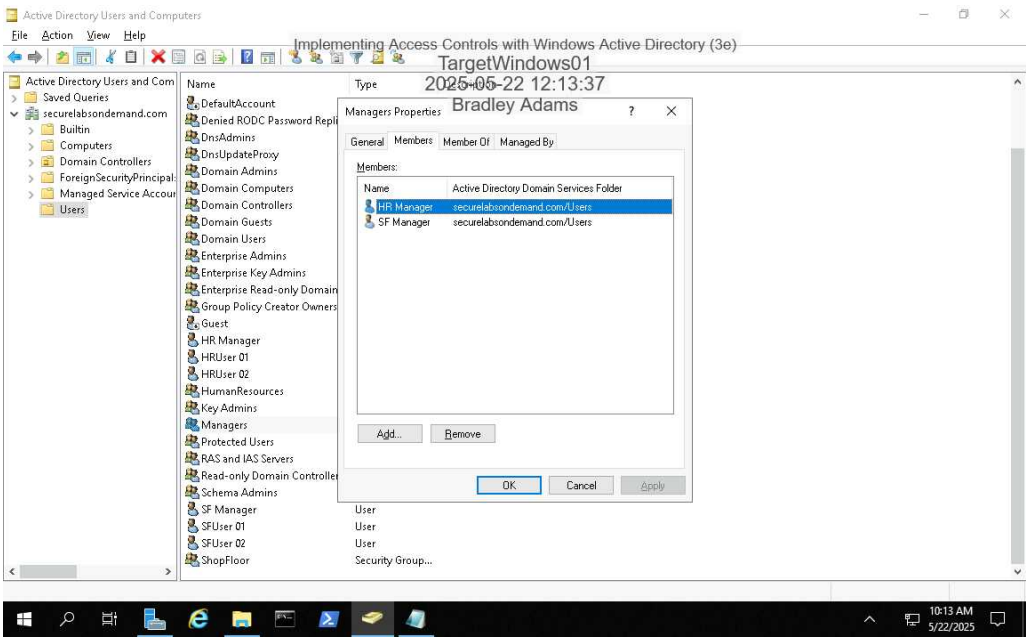 Active Directory Users and Computers
File Action View Help
Implementing Access Controls with Windows Active Directory (3e)
TargetWindows01
2025-05-22 12:13:37
Bradley Adams
Active Directory Users and Com
Saved Queries
securelabsondemand.com
Builtin
Computers
Domain Controllers
ForeignSecurityPrincipal:
Managed Service Accour
Users
Name Type
DefaultAccount
Denied RODC Password Repli
DnsAdmins
DnsUpdateProxy
Domain Admins
Domain Computers
Domain Controllers
Domain Guests
Domain Users
Enterprise Admins
Enterprise Key Admins
Enterprise Read-only Domain
Group Policy Creator Owners
Guest
HR Manager
HRUser 01
HRUser 02
HumanResources
Key Admins
Managers
Protected Users
RAS and IAS Servers
Read-only Domain Controller
Schema Admins
SF Manager User
SFUser 01 User
SFUser 02 User
ShopFloor Security Group...
Managers Properties ?
General Members Member Of Managed By
Members:
Name Active Directory Domain Services Folder
HR Manager securelabsondemand.com/Users
SF Manager securelabsondemand.com/Users
Add... Remove
OK Cancel Apply
10:13 AM
5/22/2025